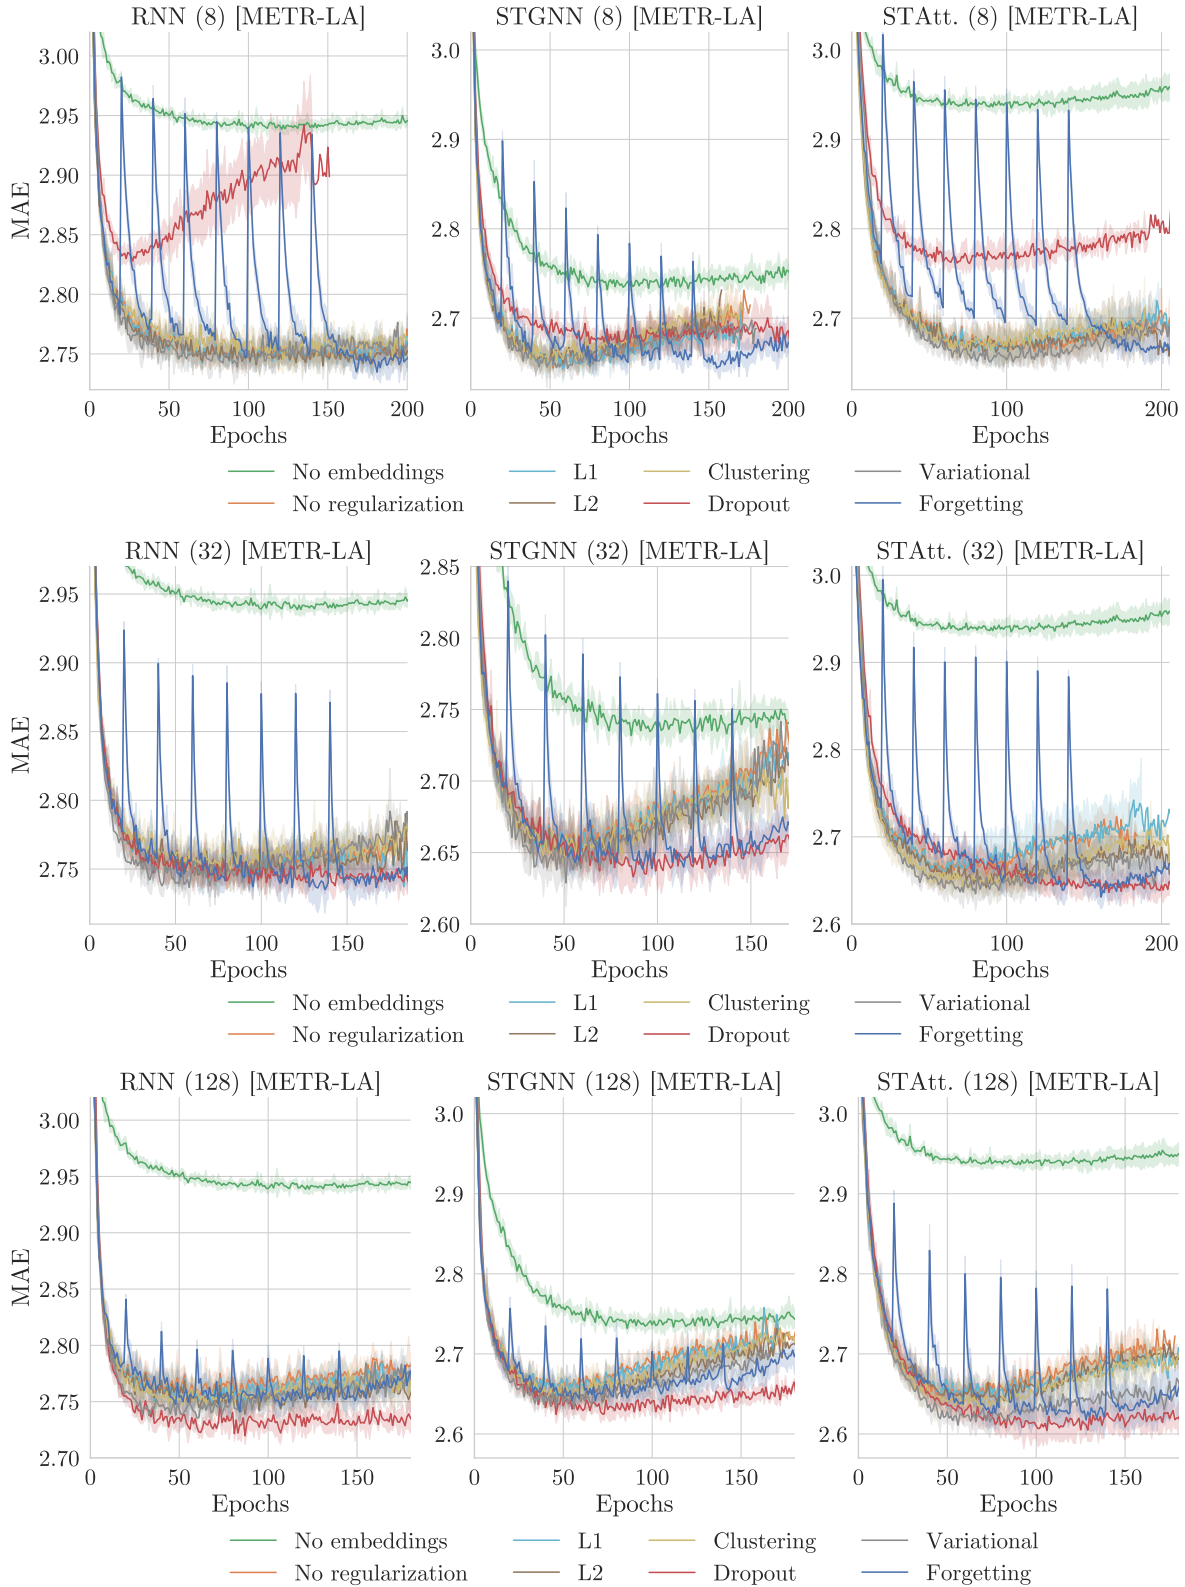 RNN (8) [METR-LA] STGNN (8) [METR-LA] STAtt. (8) [METR-LA]
MAE
3.00
2.95
2.90
2.85
2.80
2.75
0 50 100 150 200
Epochs
3.0
2.9
2.8
2.7
0 50 100 150 200
Epochs
3.0
2.9
2.8
2.7
0 50 100 150 200
Epochs
No embeddings L1 Clustering Variational
No regularization L2 Dropout Forgetting
RNN (32) [METR-LA] STGNN (32) [METR-LA] STAtt. (32) [METR-LA]
MAE
2.95
2.90
2.85
2.80
2.75
0 50 100 150
Epochs
2.85
2.80
2.75
2.70
2.65
2.60
0 50 100 150
Epochs
3.0
2.9
2.8
2.7
2.6
0 50 100 150 200
Epochs
No embeddings L1 Clustering Variational
No regularization L2 Dropout Forgetting
RNN (128) [METR-LA] STGNN (128) [METR-LA] STAtt. (128) [METR-LA]
MAE
3.00
2.95
2.90
2.85
2.80
2.75
2.70
0 50 100 150
Epochs
3.0
2.9
2.8
2.7
2.6
0 50 100 150
Epochs
3.0
2.9
2.8
2.7
2.6
0 50 100 150
Epochs
No embeddings L1 Clustering Variational
No regularization L2 Dropout Forgetting